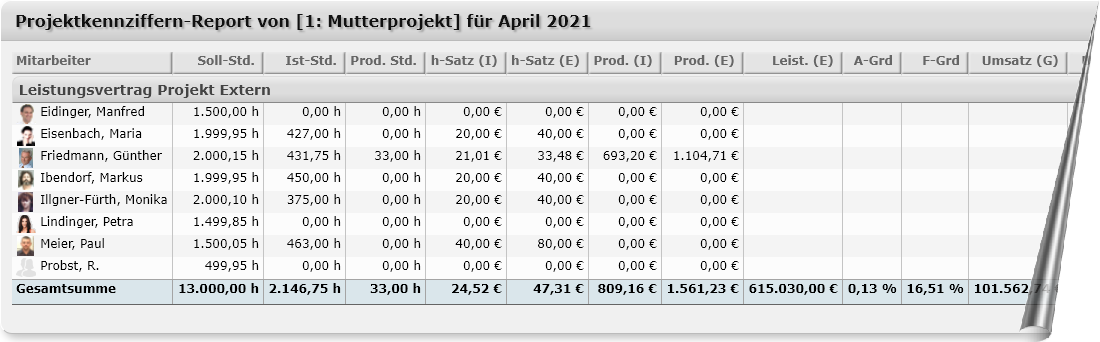 Projektkennziffern-Report von [1: Mutterprojekt] für April 2021
Mitarbeiter Soll-Std. Ist-Std. Prod. Std. h-Satz (I) h-Satz (E) Prod. (I) Prod. (E) Leist. (E) A-Grd F-Grd Umsatz (G)
Leistungsvertrag Projekt Extern
Eidinger, Manfred 1.500,00 h 0,00 h 0,00 h 0,00 € 0,00 € 0,00 € 0,00 €
Eisenbach, Maria 1.999,95 h 427,00 h 0,00 h 20,00 € 40,00 € 0,00 € 0,00 €
Friedmann, Günther 2.000,15 h 431,75 h 33,00 h 21,01 € 33,48 € 693,20 € 1.104,71 €
Ibendorf, Markus 1.999,95 h 450,00 h 0,00 h 20,00 € 40,00 € 0,00 € 0,00 €
Illgner-Fürth, Monika 2.000,10 h 375,00 h 0,00 h 20,00 € 40,00 € 0,00 € 0,00 €
Lindinger, Petra 1.499,85 h 0,00 h 0,00 h 0,00 € 0,00 € 0,00 € 0,00 €
Meier, Paul 1.500,05 h 463,00 h 0,00 h 40,00 € 80,00 € 0,00 € 0,00 €
Probst, R. 499,95 h 0,00 h 0,00 h 0,00 € 0,00 € 0,00 € 0,00 €
Gesamtsumme 13.000,00 h 2.146,75 h 33,00 h 24,52 € 47,31 € 809,16 € 1.561,23 € 615.030,00 € 0,13 % 16,51 %